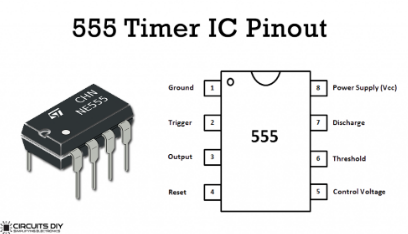 555 Timer IC Pinout
CHN
NE555
ST
Ground 1
8 Power Supply (Vcc)
Trigger 2
7 Discharge
555
Output 3
6 Threshold
Reset 4
5 Control Voltage
CIRCUITS DIY